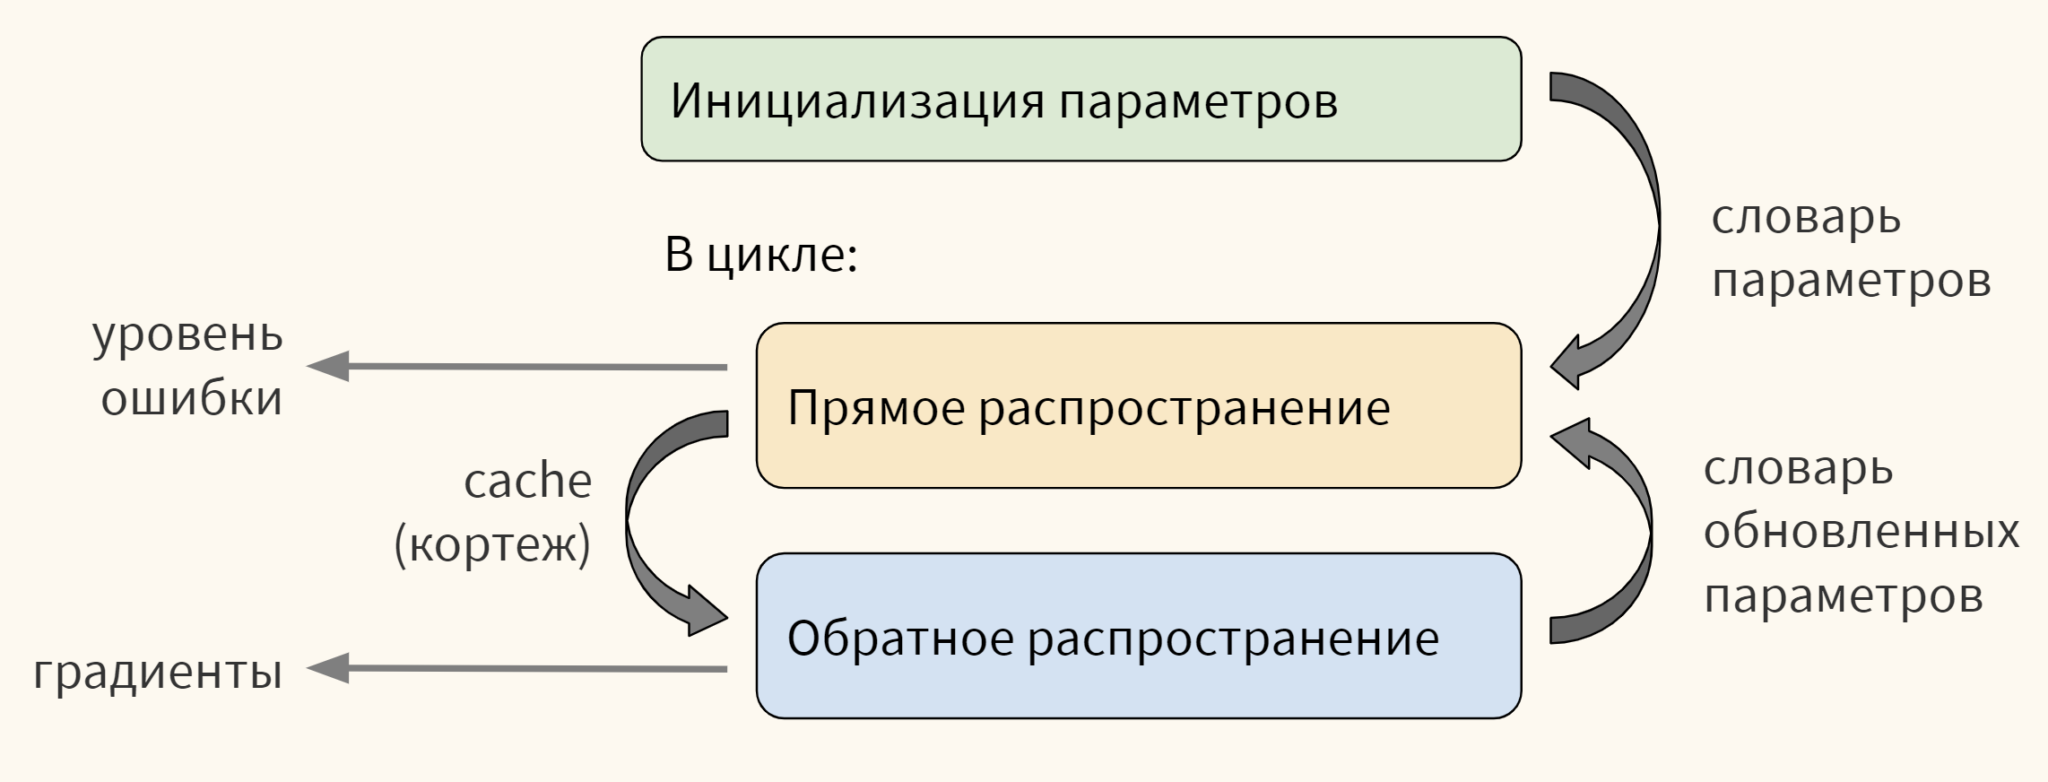 Инициализация параметров
словарь
параметров
В цикле:
уровень
ошибки
Прямое распространение
cache
(кортеж)
словарь
обновленных
параметров
Обратное распространение
градиенты